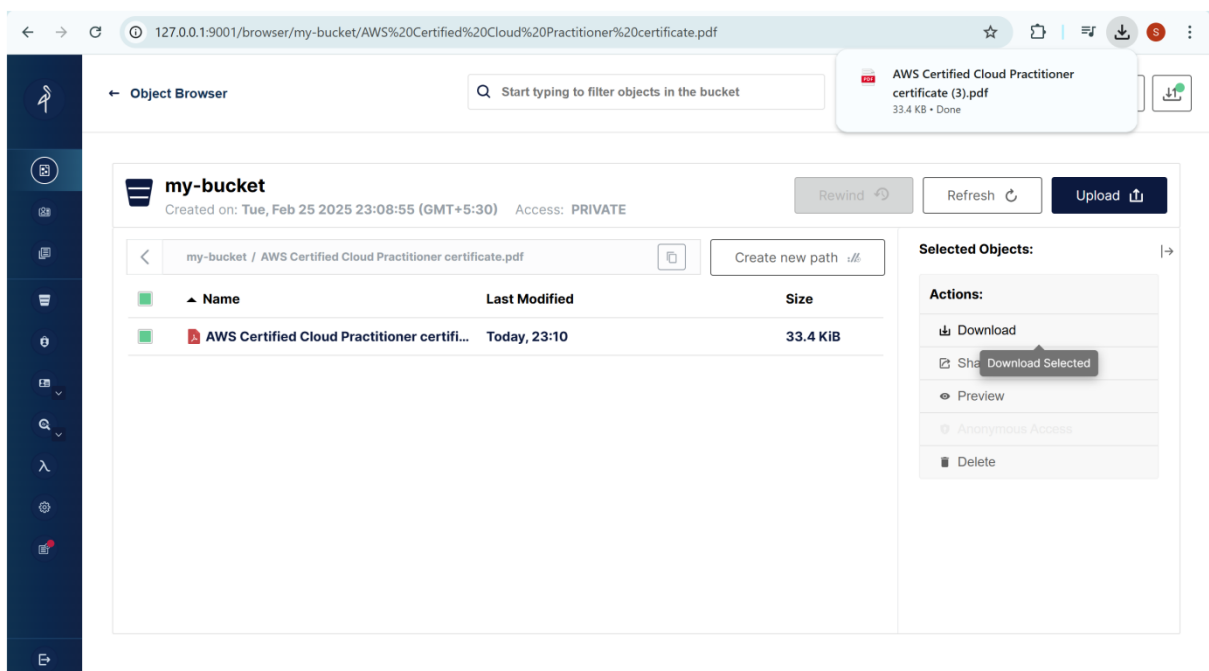 127.0.0.1:9001/browser/my-bucket/AWS%20Certified%20Cloud%20Practitioner%20certificate.pdf
S
PDF
AWS Certified Cloud Practitioner
certificate (3).pdf
33.4 KB • Done
← Object Browser
Start typing to filter objects in the bucket
my-bucket
Created on: Tue, Feb 25 2025 23:08:55 (GMT+5:30) Access: PRIVATE
Rewind
Refresh
Upload
my-bucket / AWS Certified Cloud Practitioner certificate.pdf
Create new path
Selected Objects:
Name Last Modified Size
Actions:
AWS Certified Cloud Practitioner certifi... Today, 23:10 33.4 KiB
Download
Sha
Download Selected
Preview
Anonymous Access
Delete